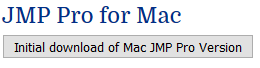 JMP Pro for Mac
Initial download of Mac JMP Pro Version